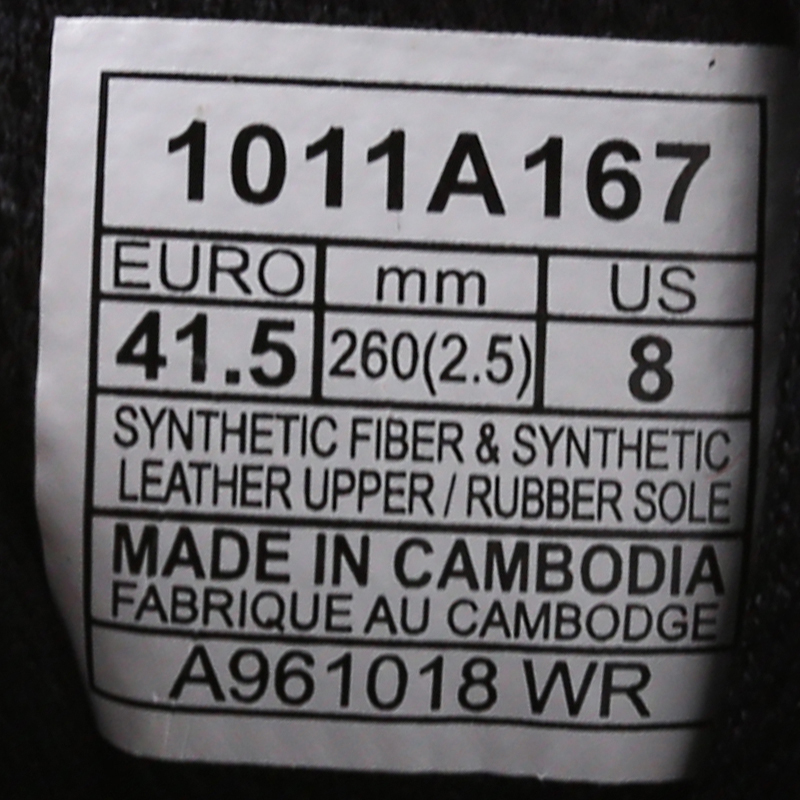 1011A167
EURO mm US
41.5 260(2.5) 8
SYNTHETIC FIBER & SYNTHETIC
LEATHER UPPER / RUBBER SOLE
MADE IN CAMBODIA
FABRIQUE AU CAMBODGE
A961018 WR